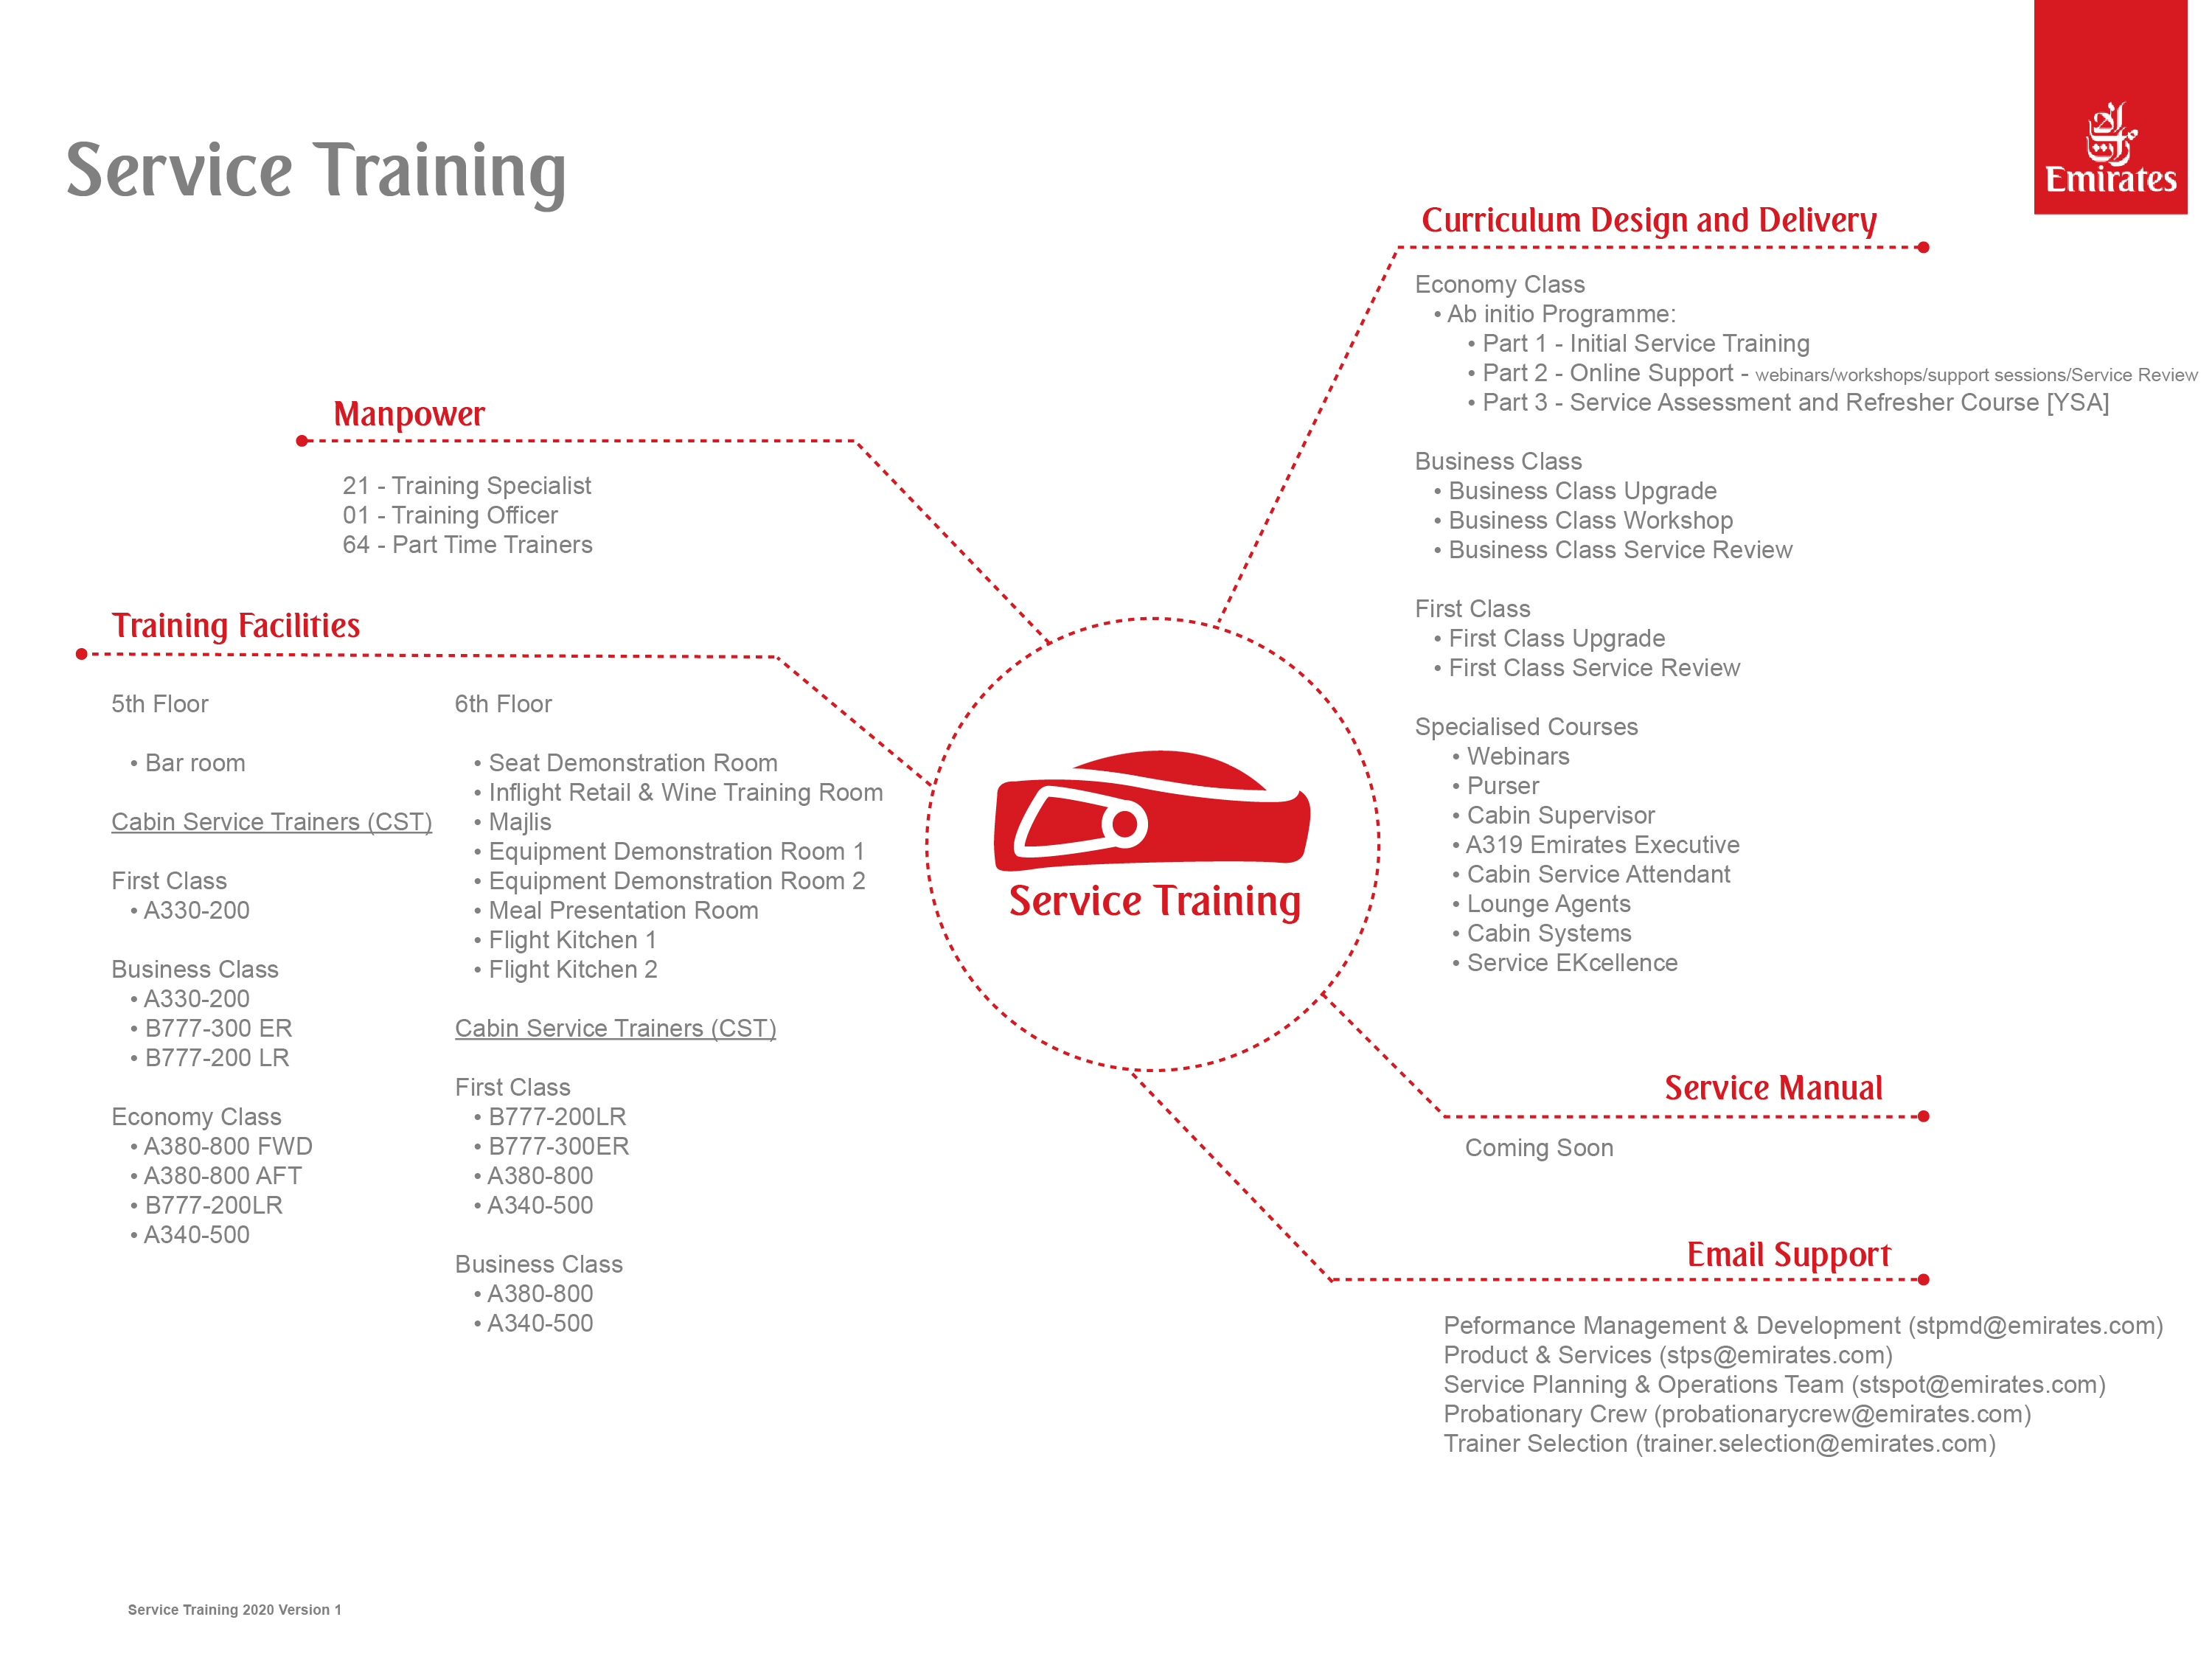 Service Training
Emirates
Manpower
21 - Training Specialist
01 - Training Officer
64 - Part Time Trainers
Training Facilities
5th Floor
• Bar room
Cabin Service Trainers (CST)
First Class
• A330-200
Business Class
• A330-200
• B777-300 ER
• B777-200 LR
Economy Class
• A380-800 FWD
• A380-800 AFT
• B777-200LR
• A340-500
6th Floor
• Seat Demonstration Room
• Inflight Retail & Wine Training Room
• Majlis
• Equipment Demonstration Room 1
• Equipment Demonstration Room 2
• Meal Presentation Room
• Flight Kitchen 1
• Flight Kitchen 2
Cabin Service Trainers (CST)
First Class
• B777-200LR
• B777-300ER
• A380-800
• A340-500
Business Class
• A380-800
• A340-500
Service Training
Curriculum Design and Delivery
Economy Class
• Ab initio Programme:
• Part 1 - Initial Service Training
• Part 2 - Online Support - webinars/workshops/support sessions/Service Review
• Part 3 - Service Assessment and Refresher Course [YSA]
Business Class
• Business Class Upgrade
• Business Class Workshop
• Business Class Service Review
First Class
• First Class Upgrade
• First Class Service Review
Specialised Courses
• Webinars
• Purser
• Cabin Supervisor
• A319 Emirates Executive
• Cabin Service Attendant
• Lounge Agents
• Cabin Systems
• Service EKcellence
Service Manual
Coming Soon
Email Support
Peformance Management & Development (stpmd@emirates.com)
Product & Services (stps@emirates.com)
Service Planning & Operations Team (stspot@emirates.com)
Probationary Crew (probationarycrew@emirates.com)
Trainer Selection (trainer.selection@emirates.com)
Service Training 2020 Version 1